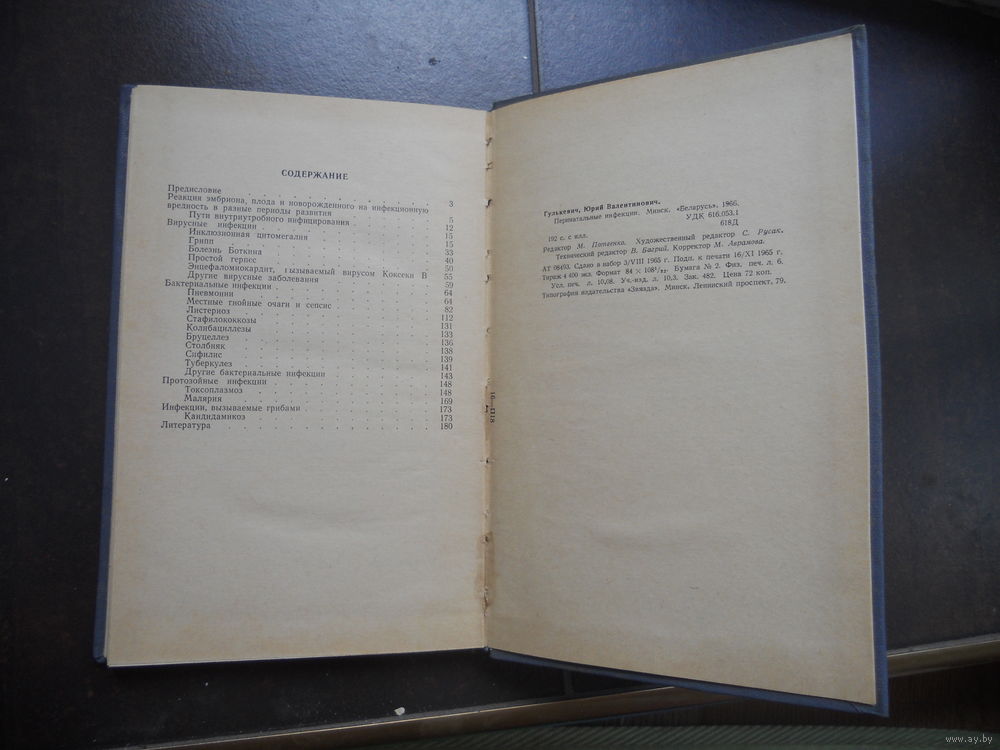 СОДЕРЖАНИЕ
Предисловие . . . . . . . . . . 3
Реакция эмбриона, плода и новорожденного на инфекционную
вредность в разные периоды развития . . . . . 5
Пути внутриутробного инфицирования . . . . . 12
Вирусные инфекции . . . . . . . . . 15
Инклюзионная цитомегалия . . . . . . . 15
Грипп . . . . . . . . . . 33
Болезнь Боткина . . . . . . . . . 40
Простой герпес . . . . . . . . . 50
Энцефаломиокардит, вызываемый вирусом Коксеки В 55
Другие вирусные заболевания . . . . . . 59
Бактериальные инфекции . . . . . . . . 64
Пневмонии . . . . . . . . . . 64
Местные гнойные очаги и сепсис . . . . . 82
Листериоз . . . . . . . . . . 112
Стафилококкозы . . . . . . . . . 131
Колибациллезы . . . . . . . . . 133
Бруцеллез . . . . . . . . . . 136
Столбняк . . . . . . . . . . 138
Сифилис . . . . . . . . . . 139
Туберкулез . . . . . . . . . . 141
Другие бактериальные инфекции . . . . . 143
Протозойные инфекции . . . . . . . . 148
Токсоплазмоз . . . . . . . . . 148
Малярия . . . . . . . . . . 169
Инфекции, вызываемые грибами . . . . . . . 173
Кандидамикоз . . . . . . . . . 173
Литература . . . . . . . . . . 180
Гулькевич, Юрий Валентинович.
Перинатальные инфекции. Минск, «Беларусь», 1966.
УДК 616.053.1
192 с. с илл. 618Д
Редактор М. Художественный редактор С. Русак.
Технический редактор В. Багрий. Корректор М. Аврамова.
АТ 08493. Сдано в набор 3/VIII 1965 г. Подп. к печати 16/XI 1965 г.
Тираж 4 400 экз. Формат 84 × 108¹/₃₂. Бумага № 2. Физ. печ. л. 6.
Усл. печ. л. 10,08. Уч.-изд. л. 10,3. Зак. 482. Цена 72 коп.
Типография издательства «Звязда». Минск, Ленинский проспект, 79.
www.ay.by